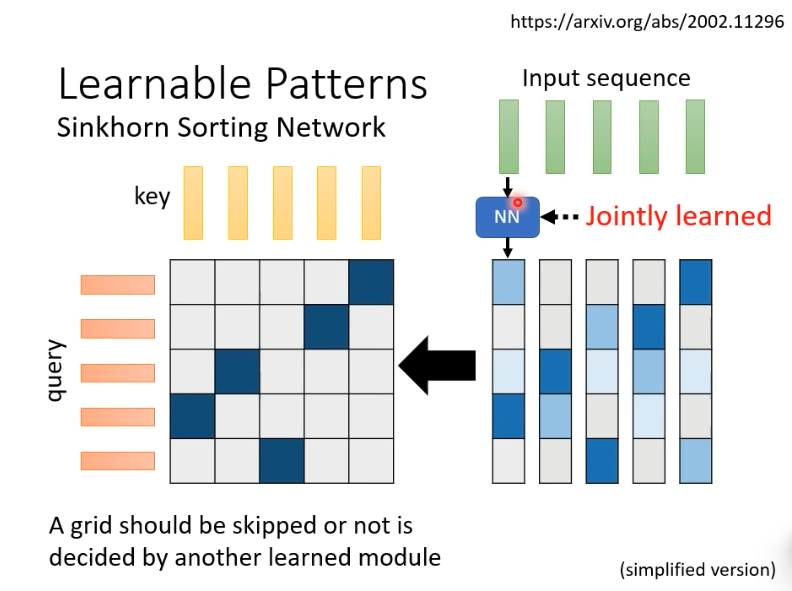 https://arxiv.org/abs/2002.11296
Learnable Patterns
Sinkhorn Sorting Network
Input sequence
key
NN
Jointly learned
query
A grid should be skipped or not is
decided by another learned module
(simplified version)